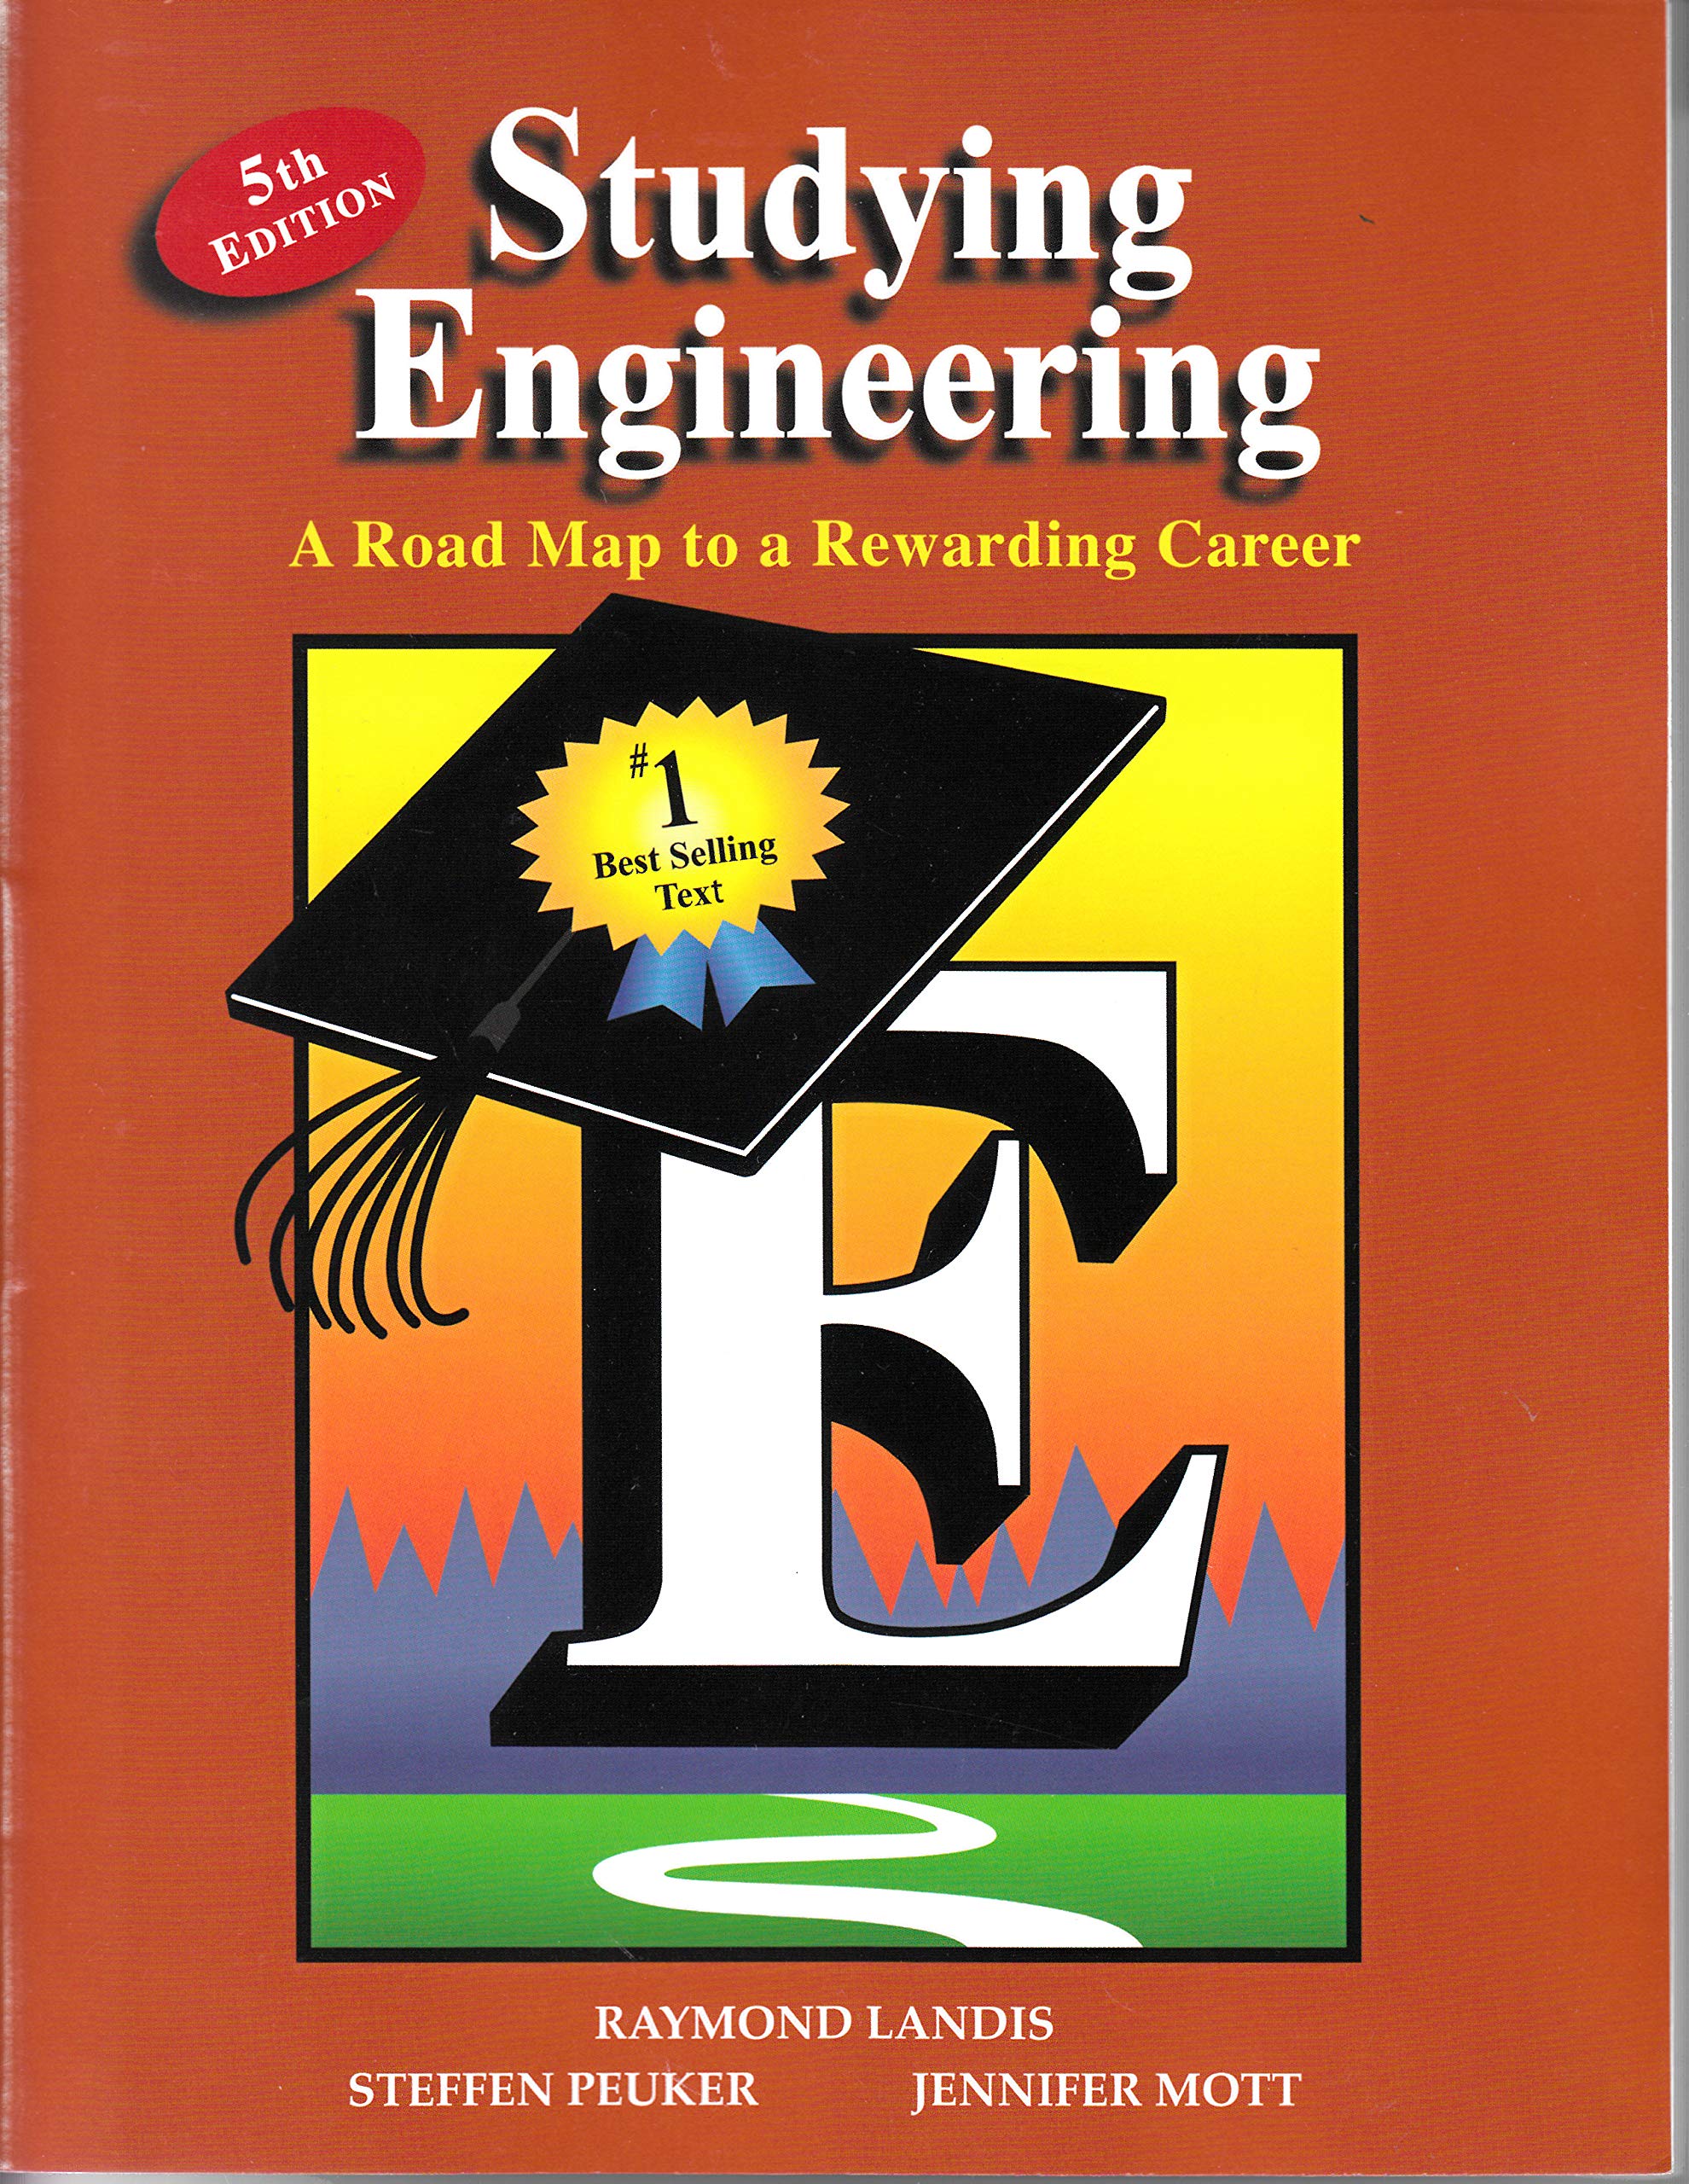 5th
EDITION
Studying
Engineering
A Road Map to a Rewarding Career
#1
Best Selling
Text
E
RAYMOND LANDIS
STEFFEN PEUKER JENNIFER MOTT